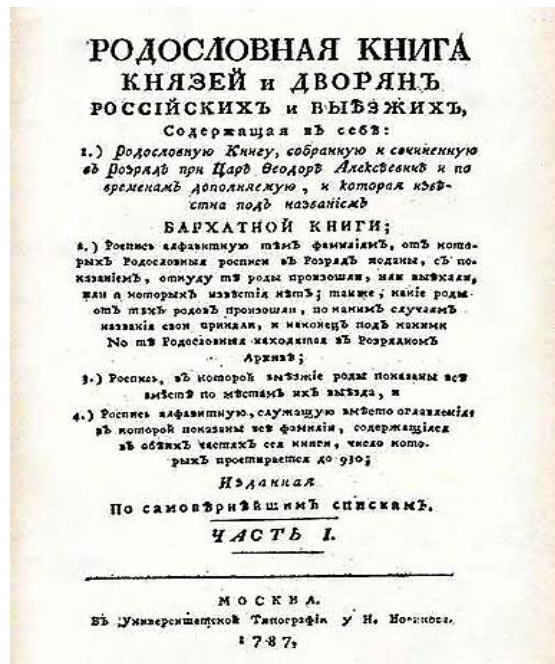 РОДОСЛОВНАЯ КНИГА
КНЯЗЕЙ и ДВОРЯНЪ
РОССІЙСКИХЪ и ВЫѢЗЖИХЪ,
Содержащая въ себѣ:
1.) Родословную Книгу, собранную и сочиненную
въ Розрядѣ при Царѣ Ѳеодорѣ Алексѣевичѣ и по
временамъ дополняемую, и которая извѣ-
стна подъ названіемъ
БАРХАТНОЙ КНИГИ;
2.) Роспись алфавитную тѣмъ фамиліямъ, отъ кото-
рыхъ Родословныя росписи въ Розрядъ поданы, съ по-
казаніемъ, откуду тѣ роды произошли, или выѣхали,
или о которыхъ извѣстія нѣтъ; также, какіе роды
отъ тѣхъ родовъ произошли, по какимъ случаямъ
названія свои приняли, и наконецъ подъ какими
No тѣ Родословныя находятся въ Розрядномъ
Архивѣ;
3.) Роспись, въ которой выѣзжіе роды показаны всѣ
вмѣстѣ по мѣстамъ ихъ выѣзда, и
4.) Роспись алфавитную, служащую вмѣсто оглавленія,
въ которой показаны всѣ фамиліи, содержащіяся
въ обѣихъ частяхъ сея книги, число кото-
рыхъ простирается до 930;
Изданная
По самовѣрнѣйшимъ спискамъ.
ЧАСТЬ I.
МОСКВА.
Въ Университетской Типографіи у Н. Новикова,
1787,